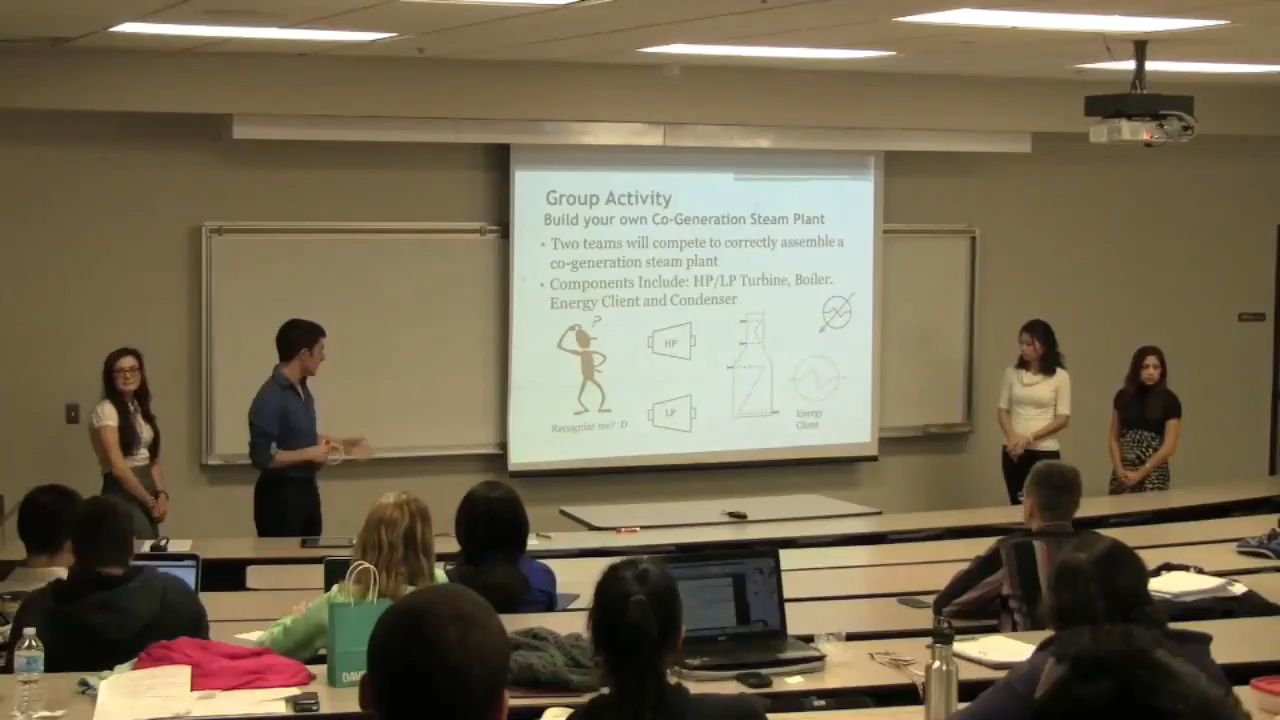 Group Activity
Build your own Co-Generation Steam Plant
• Two teams will compete to correctly assemble a
co-generation steam plant
• Components Include: HP/LP Turbine, Boiler,
Energy Client and Condenser
?
HP
LP
Recognize me? :D
Energy
Client
DAV